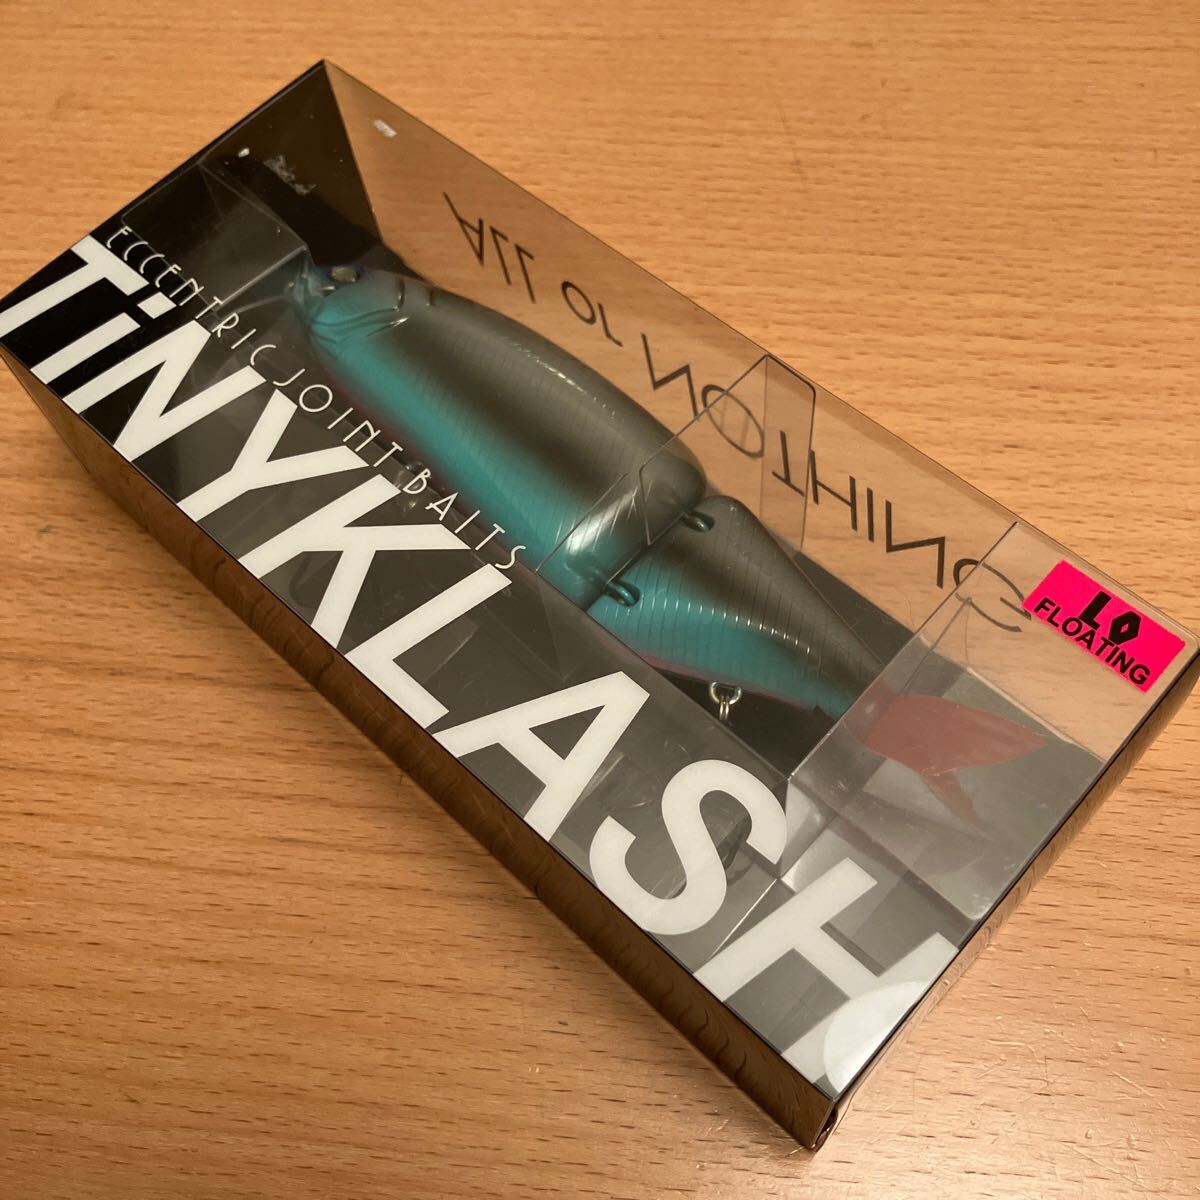 ECCENTRIC JOINT BAITS
TiNYKLASH
ALL or NOTHING
LO
FLOATING